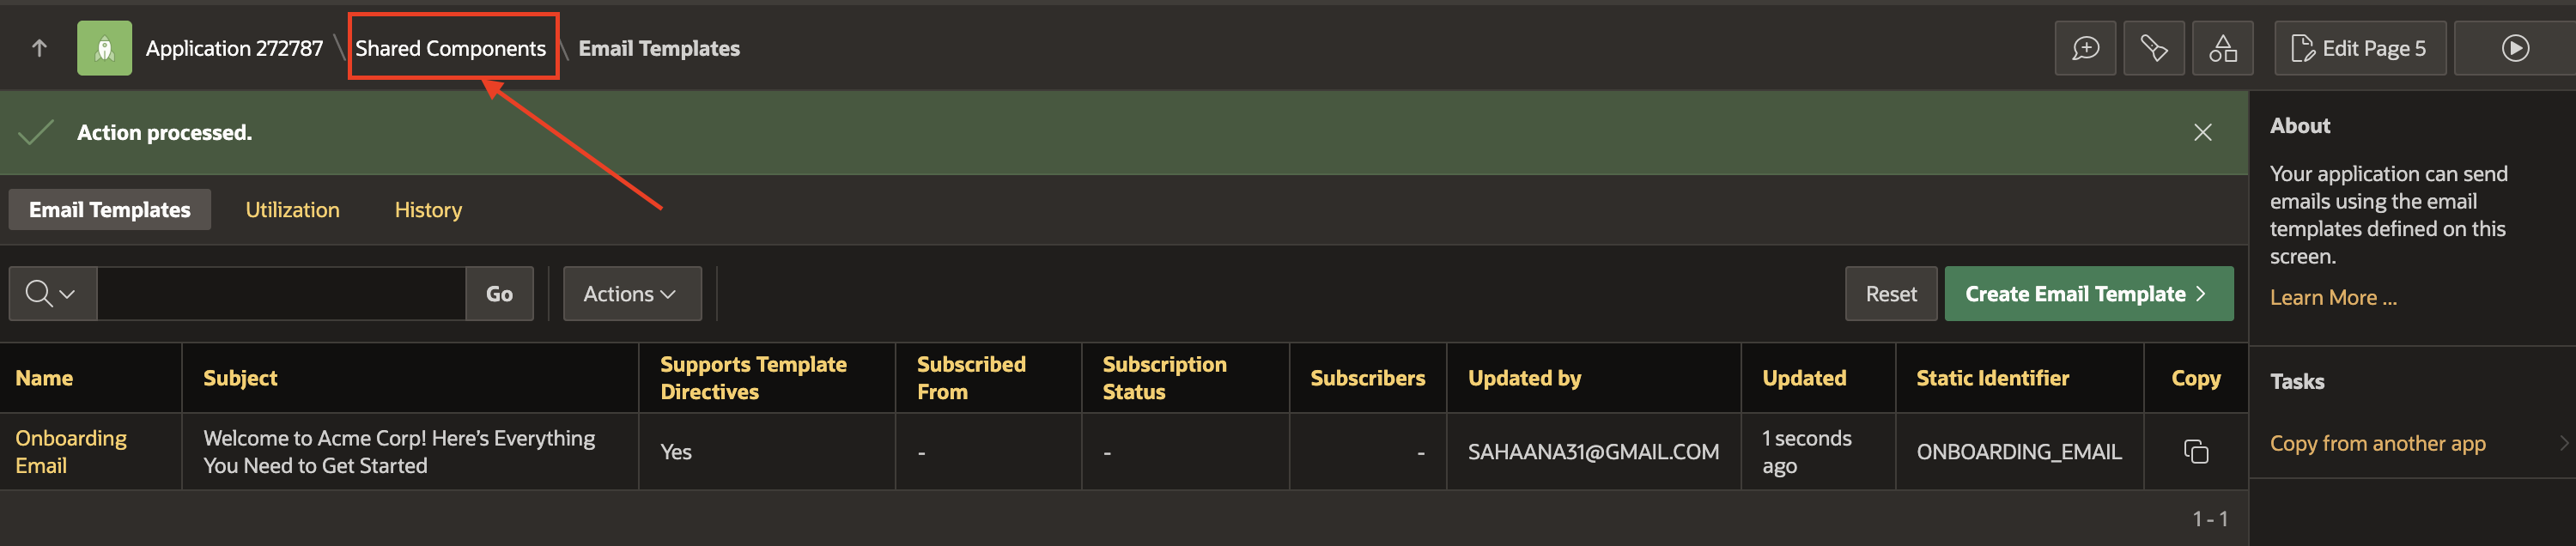 Application 272787 \ Shared Components \ Email Templates
Edit Page 5
Action processed.
Email Templates
Utilization
History
Go
Actions
Reset
Create Email Template
Name
Subject
Supports Template
Directives
Subscribed
From
Subscription
Status
Subscribers
Updated by
Updated
Static Identifier
Copy
Onboarding
Email
Welcome to Acme Corp! Here’s Everything
You Need to Get Started
Yes
-
-
-
SAHAANA31@GMAIL.COM
1 seconds
ago
ONBOARDING_EMAIL
1 - 1
About
Your application can send
emails using the email
templates defined on this
screen.
Learn More ...
Tasks
Copy from another app